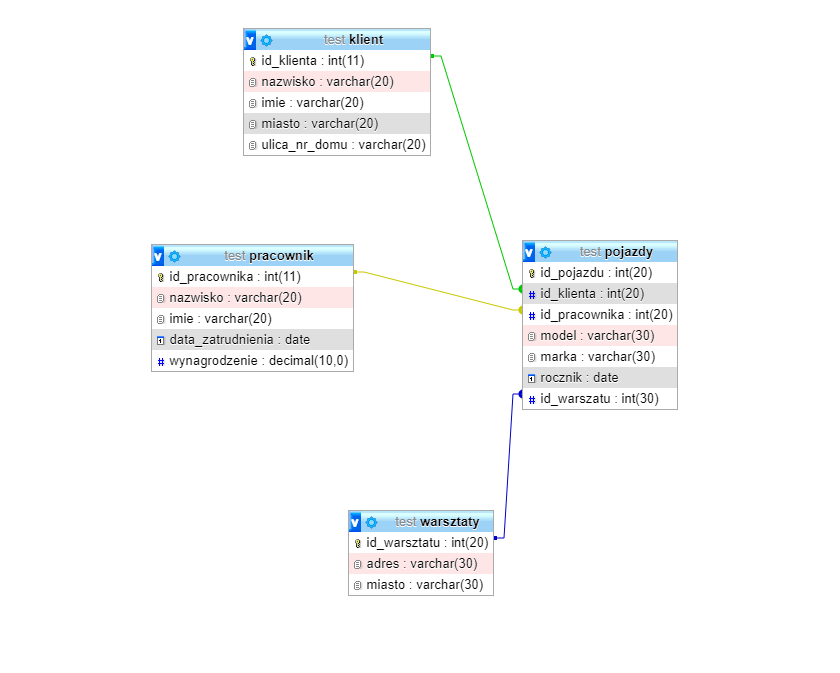 test klient
id_klienta : int(11)
nazwisko : varchar(20)
imie : varchar(20)
miasto : varchar(20)
ulica_nr_domu : varchar(20)
test pracownik
id_pracownika : int(11)
nazwisko : varchar(20)
imie : varchar(20)
data_zatrudnienia : date
wynagrodzenie : decimal(10,0)
test pojazdy
id_pojazdu : int(20)
id_klienta : int(20)
id_pracownika : int(20)
model : varchar(30)
marka : varchar(30)
rocznik : date
id_warszatu : int(30)
test warsztaty
id_warsztatu : int(20)
adres : varchar(30)
miasto : varchar(30)